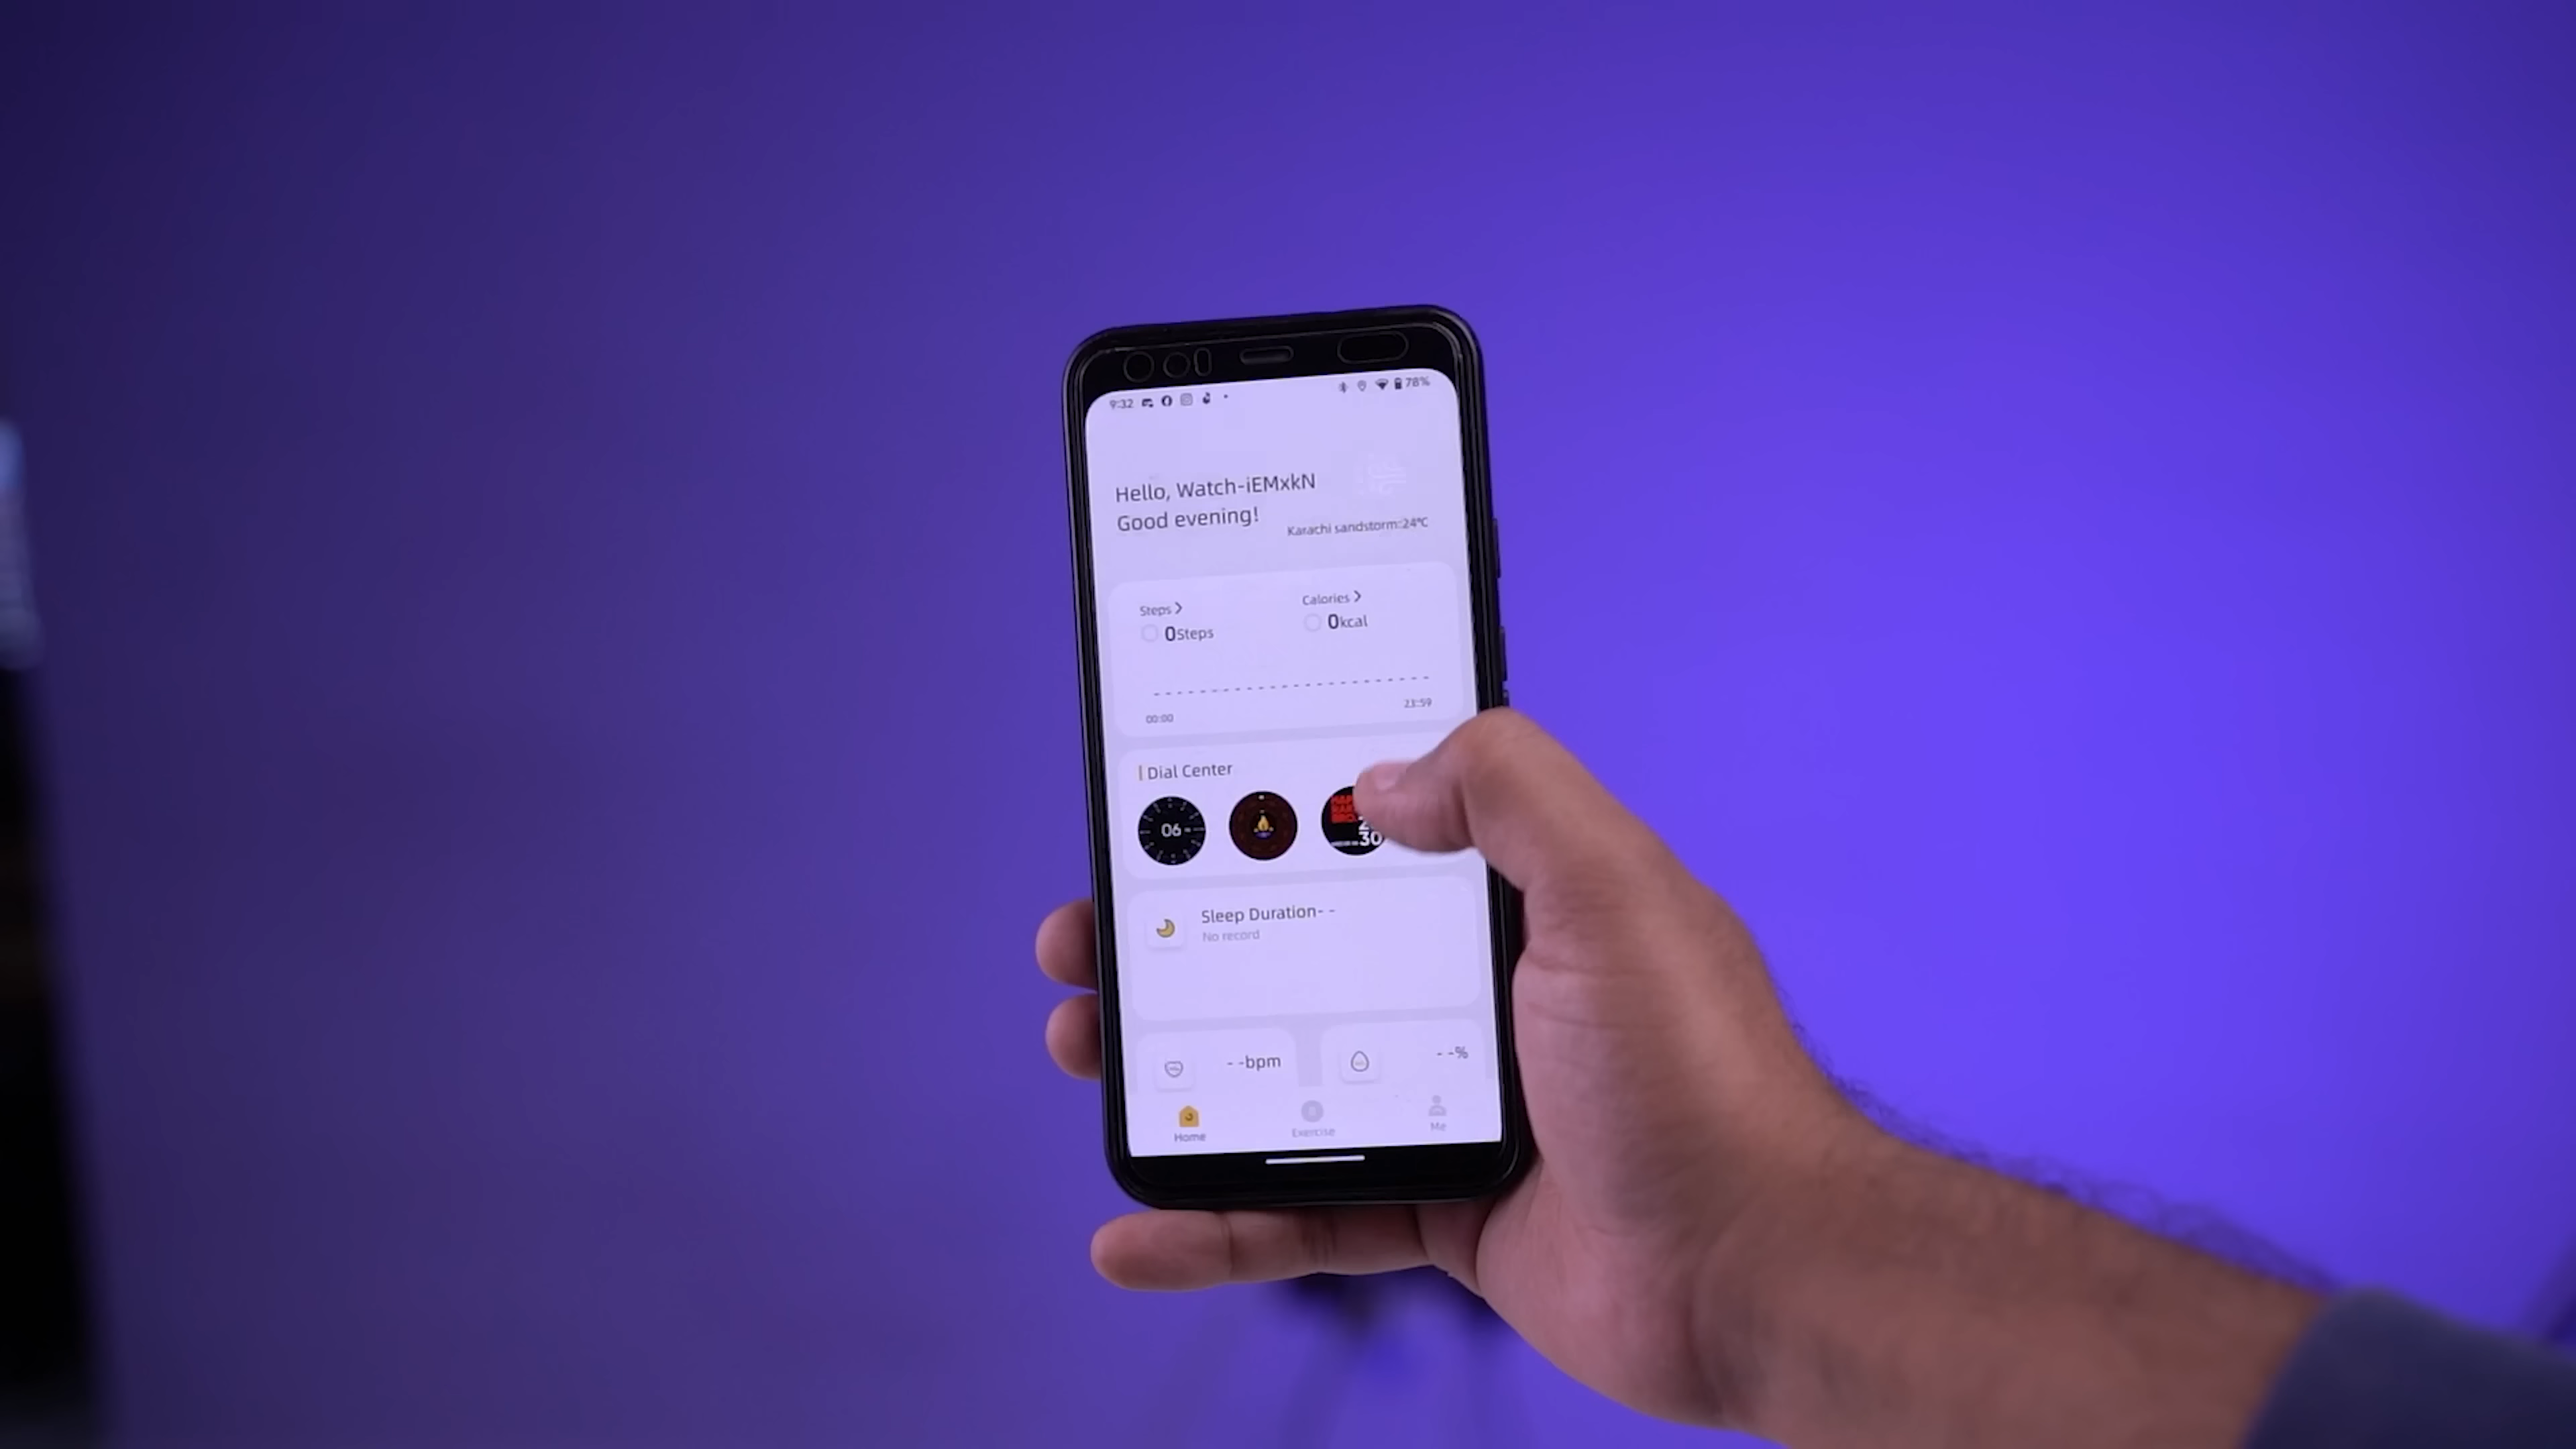 9:32
78%
Hello, Watch-iEMxkN
Good evening!
Karachi sandstorm:24℃
Steps >
Calories >
0Steps
0kcal
00:00
23:59
Dial Center
06
30
Sleep Duration- -
No record
- -bpm
- -%
Home
Exercise
Me